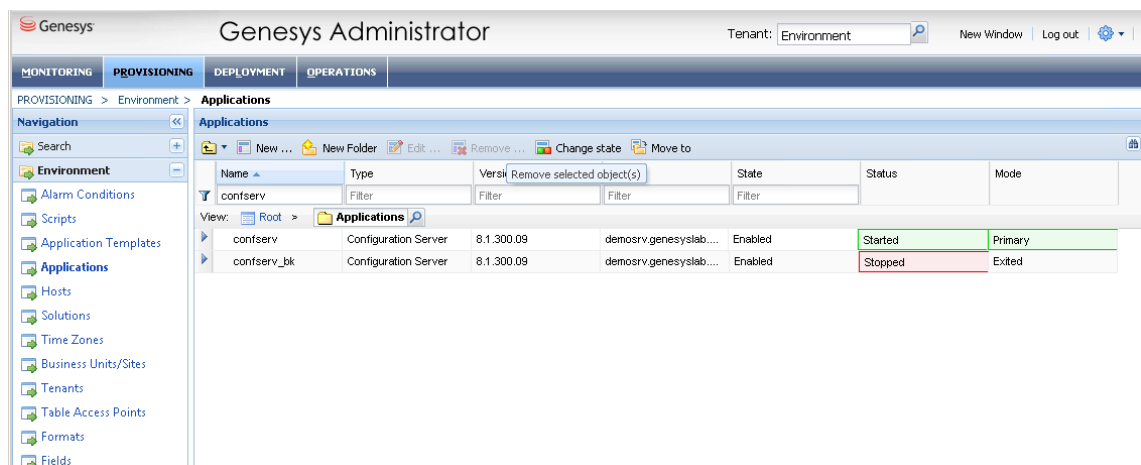 Genesys Genesys Administrator Tenant: Environment New Window Log out
MONITORING PROVISIONING DEPLOYMENT OPERATIONS
PROVISIONING > Environment > Applications
Navigation Applications
Search New ... New Folder Edit ... Remove ... Change state Move to
Environment Name Type Remove selected object(s) State Status Mode
Alarm Conditions confserv Filter Filter Filter Filter
Scripts View: Root > Applications
Application Templates confserv Configuration Server 8.1.300.09 demosrv.genesyslab.... Enabled Started Primary
Applications confserv_bk Configuration Server 8.1.300.09 demosrv.genesyslab.... Enabled Stopped Exited
Hosts
Solutions
Time Zones
Business Units/Sites
Tenants
Table Access Points
Formats
Fields